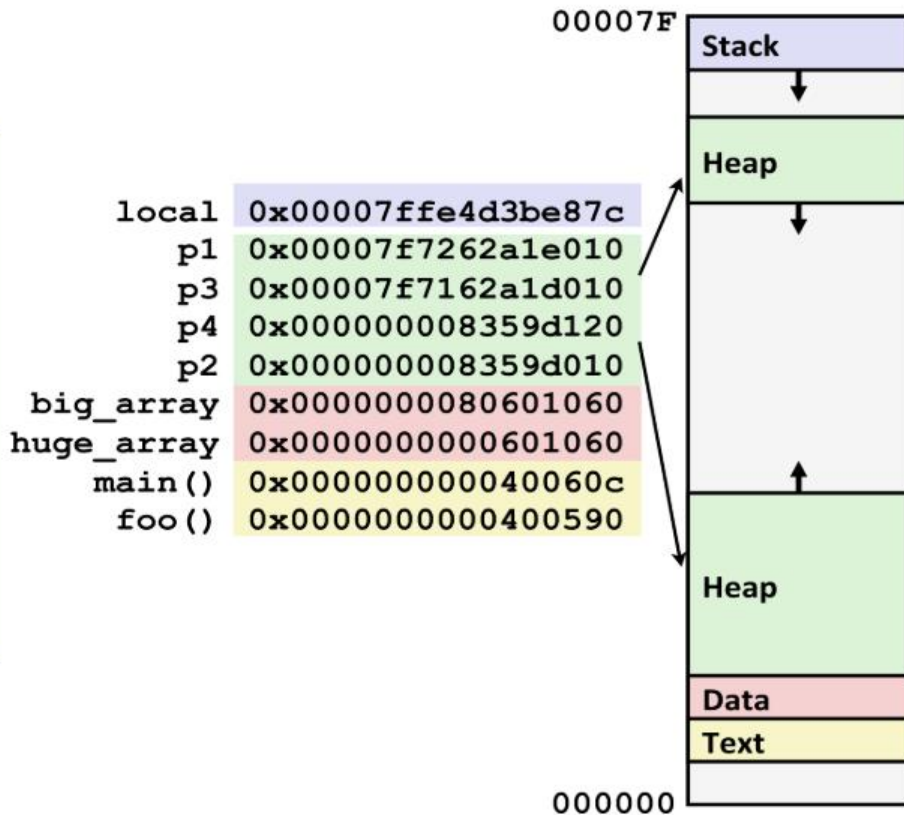 00007F
Stack
Heap
local 0x00007ffe4d3be87c
p1 0x00007f7262a1e010
p3 0x00007f7162a1d010
p4 0x000000008359d120
p2 0x000000008359d010
big_array 0x0000000080601060
huge_array 0x0000000000601060
main() 0x000000000040060c
foo() 0x0000000000400590
Heap
Data
Text
000000